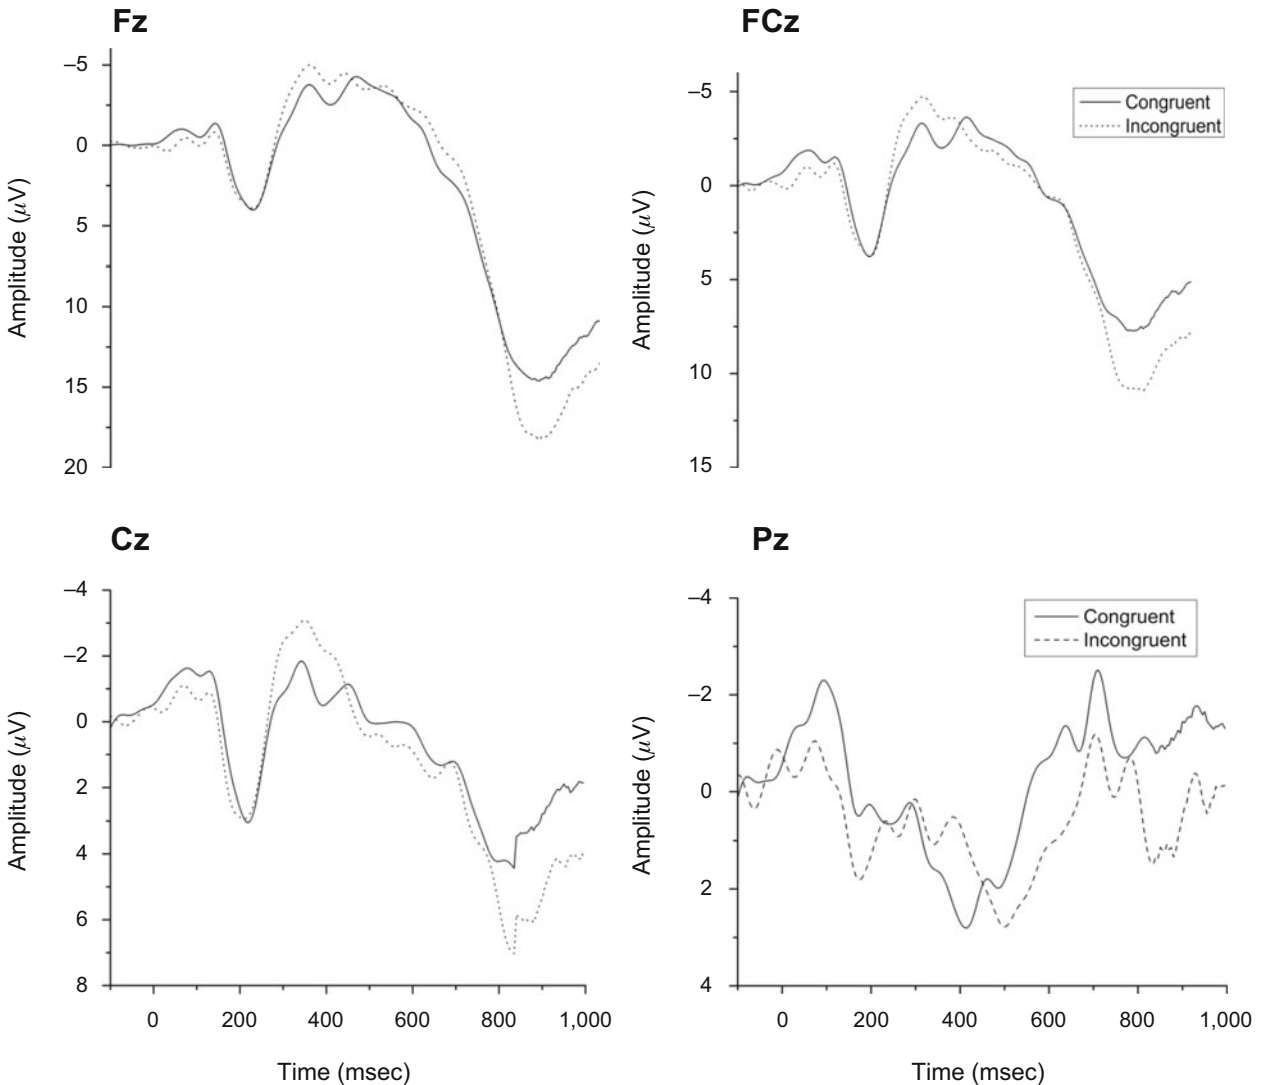 Fz
FCz
Amplitude (μV)
–5
0
5
10
15
20
Amplitude (μV)
–5
0
5
10
15
Congruent
Incongruent
Cz
Pz
Amplitude (μV)
–4
–2
0
2
4
6
8
0 200 400 600 800 1,000
Time (msec)
Amplitude (μV)
–4
–2
0
2
4
Congruent
Incongruent
0 200 400 600 800 1,000
Time (msec)